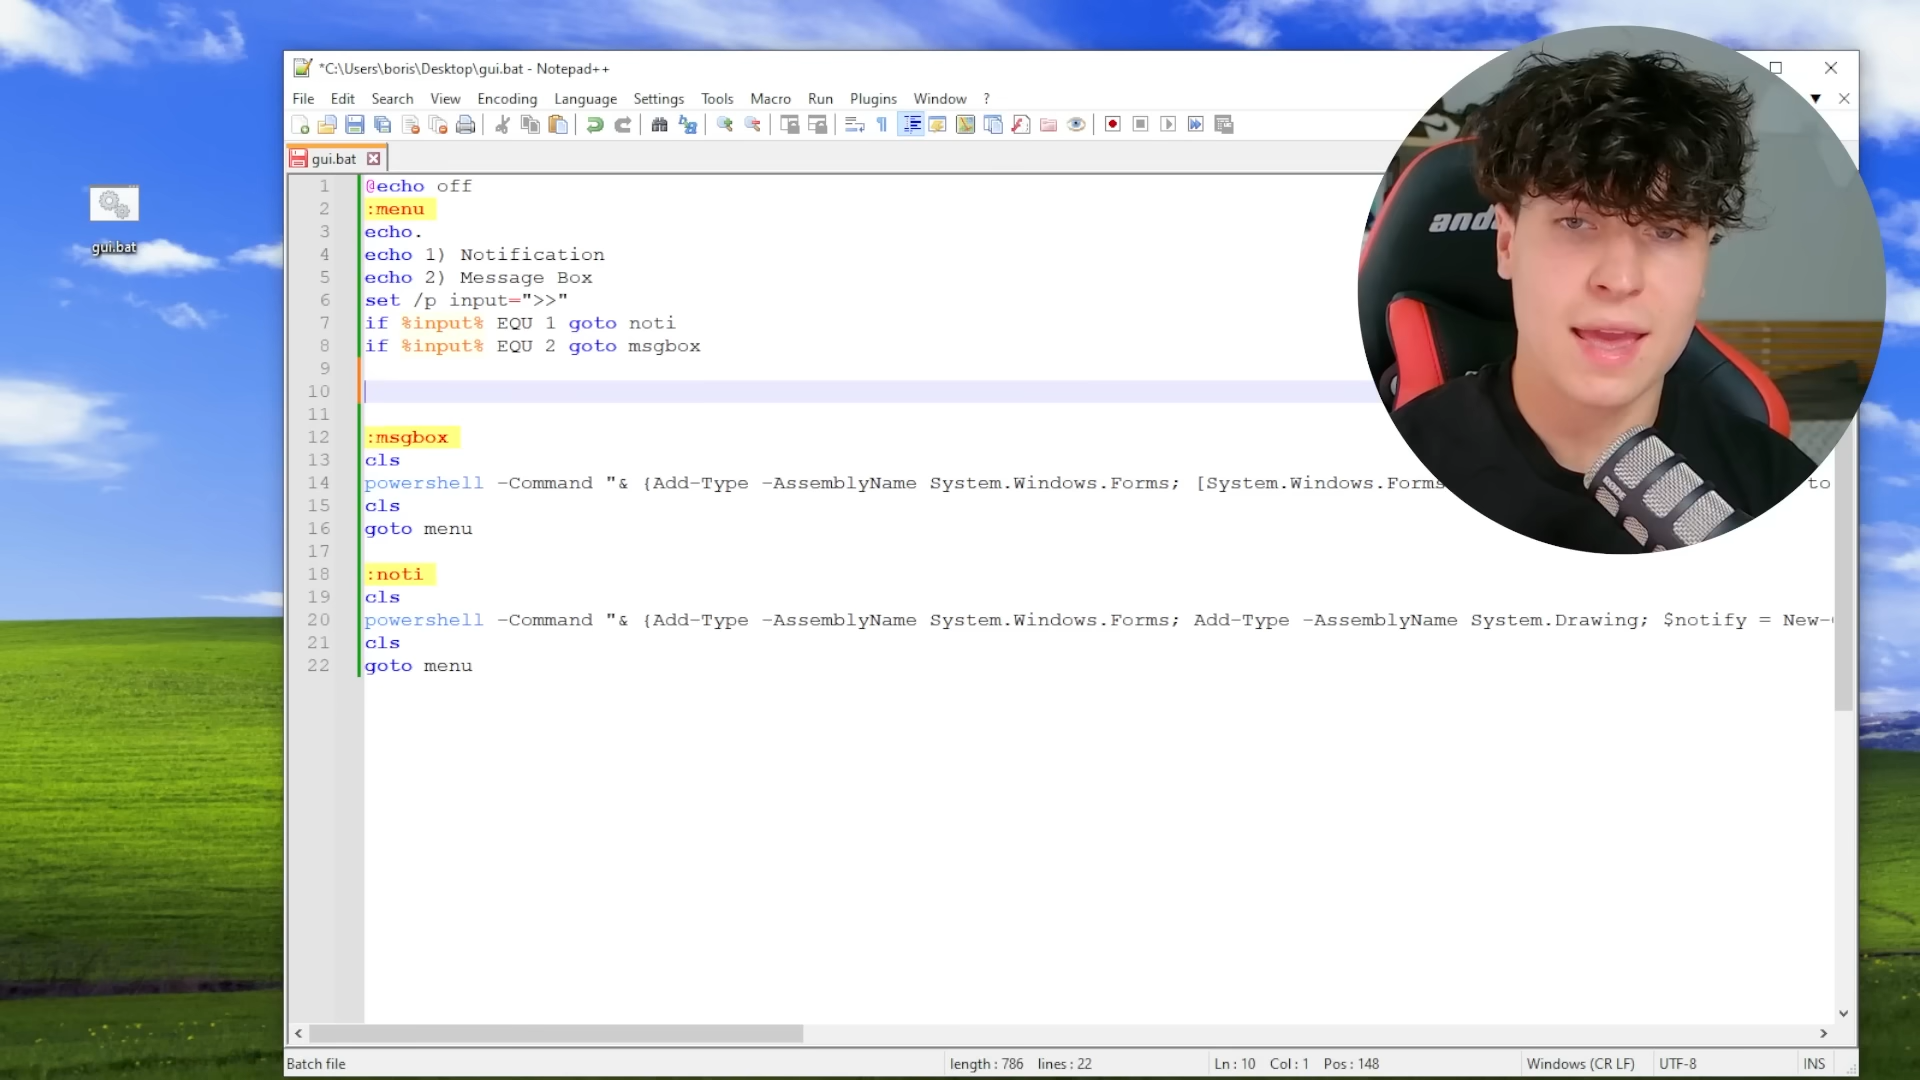 *C:\Users\boris\Desktop\gui.bat - Notepad++
File Edit Search View Encoding Language Settings Tools Macro Run Plugins Window ?
gui.bat
1 @echo off
2 :menu
3 echo.
4 echo 1) Notification
5 echo 2) Message Box
6 set /p input=">>"
7 if %input% EQU 1 goto noti
8 if %input% EQU 2 goto msgbox
9
10
11
12 :msgbox
13 cls
14 powershell -Command "& {Add-Type -AssemblyName System.Windows.Forms; [System.Windows.Forms to
15 cls
16 goto menu
17
18 :noti
19 cls
20 powershell -Command "& {Add-Type -AssemblyName System.Windows.Forms; Add-Type -AssemblyName System.Drawing; $notify = New-
21 cls
22 goto menu
gui.bat
RØDE
Batch file length : 786 lines : 22 Ln : 10 Col : 1 Pos : 148 Windows (CR LF) UTF-8 INS